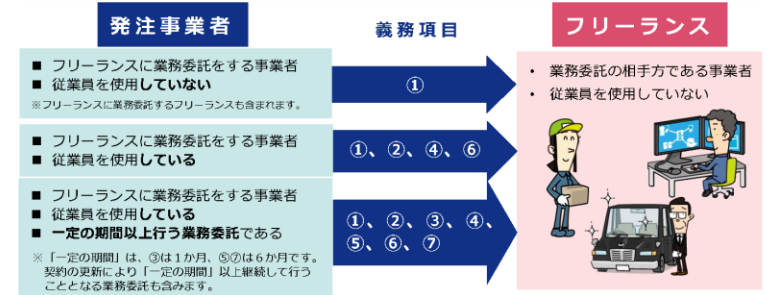 発注事業者
義務項目
フリーランス
■ フリーランスに業務委託をする事業者
■ 従業員を使用していない
※フリーランスに業務委託するフリーランスも含まれます。
①
■ フリーランスに業務委託をする事業者
■ 従業員を使用している
①、②、④、⑥
■ フリーランスに業務委託をする事業者
■ 従業員を使用している
■ 一定の期間以上行う業務委託である
※「一定の期間」は、③は1か月、⑤⑦は6か月です。
契約の更新により「一定の期間」以上継続して行う
こととなる業務委託も含みます。
①、②、③、④、
⑤、⑥、⑦
・ 業務委託の相手方である事業者
・ 従業員を使用していない